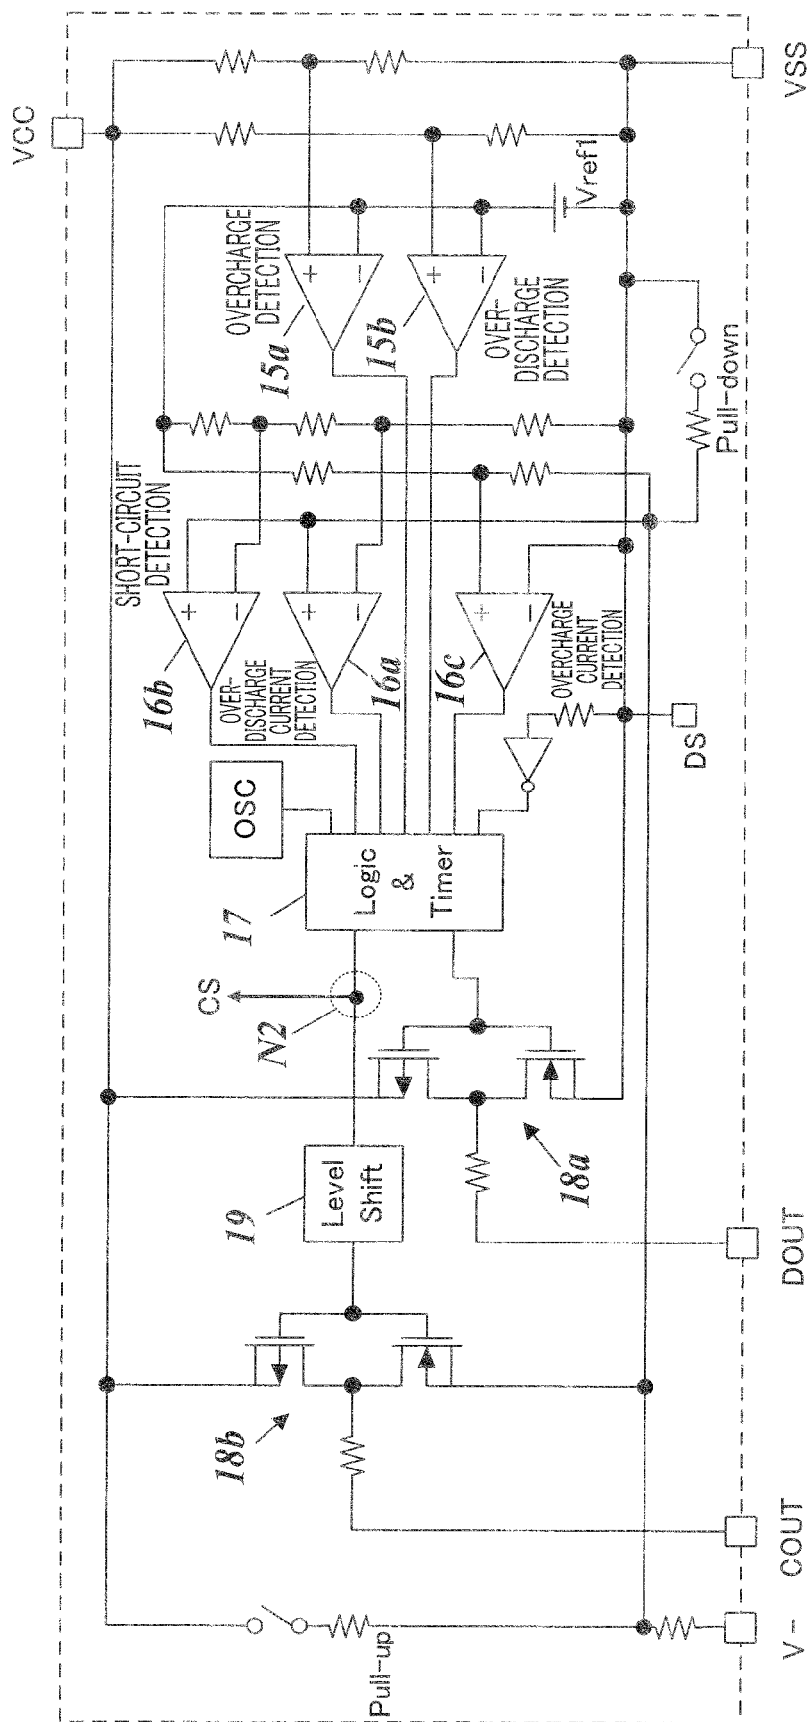 VCC
VSS
Vref1
OVERCHARGE
DETECTION
15a
+
−
15b
+
−
OVER-
DISCHARGE
DETECTION
Pull-down
SHORT-CIRCUIT
DETECTION
16b
+
−
OVER-
DISCHARGE
CURRENT
DETECTION
16a
+
−
16c
+
−
OVERCHARGE
CURRENT
DETECTION
DS
OSC
17
Logic
&
Timer
CS
N2
18a
19
Level
Shift
DOUT
18b
COUT
Pull-up
V−